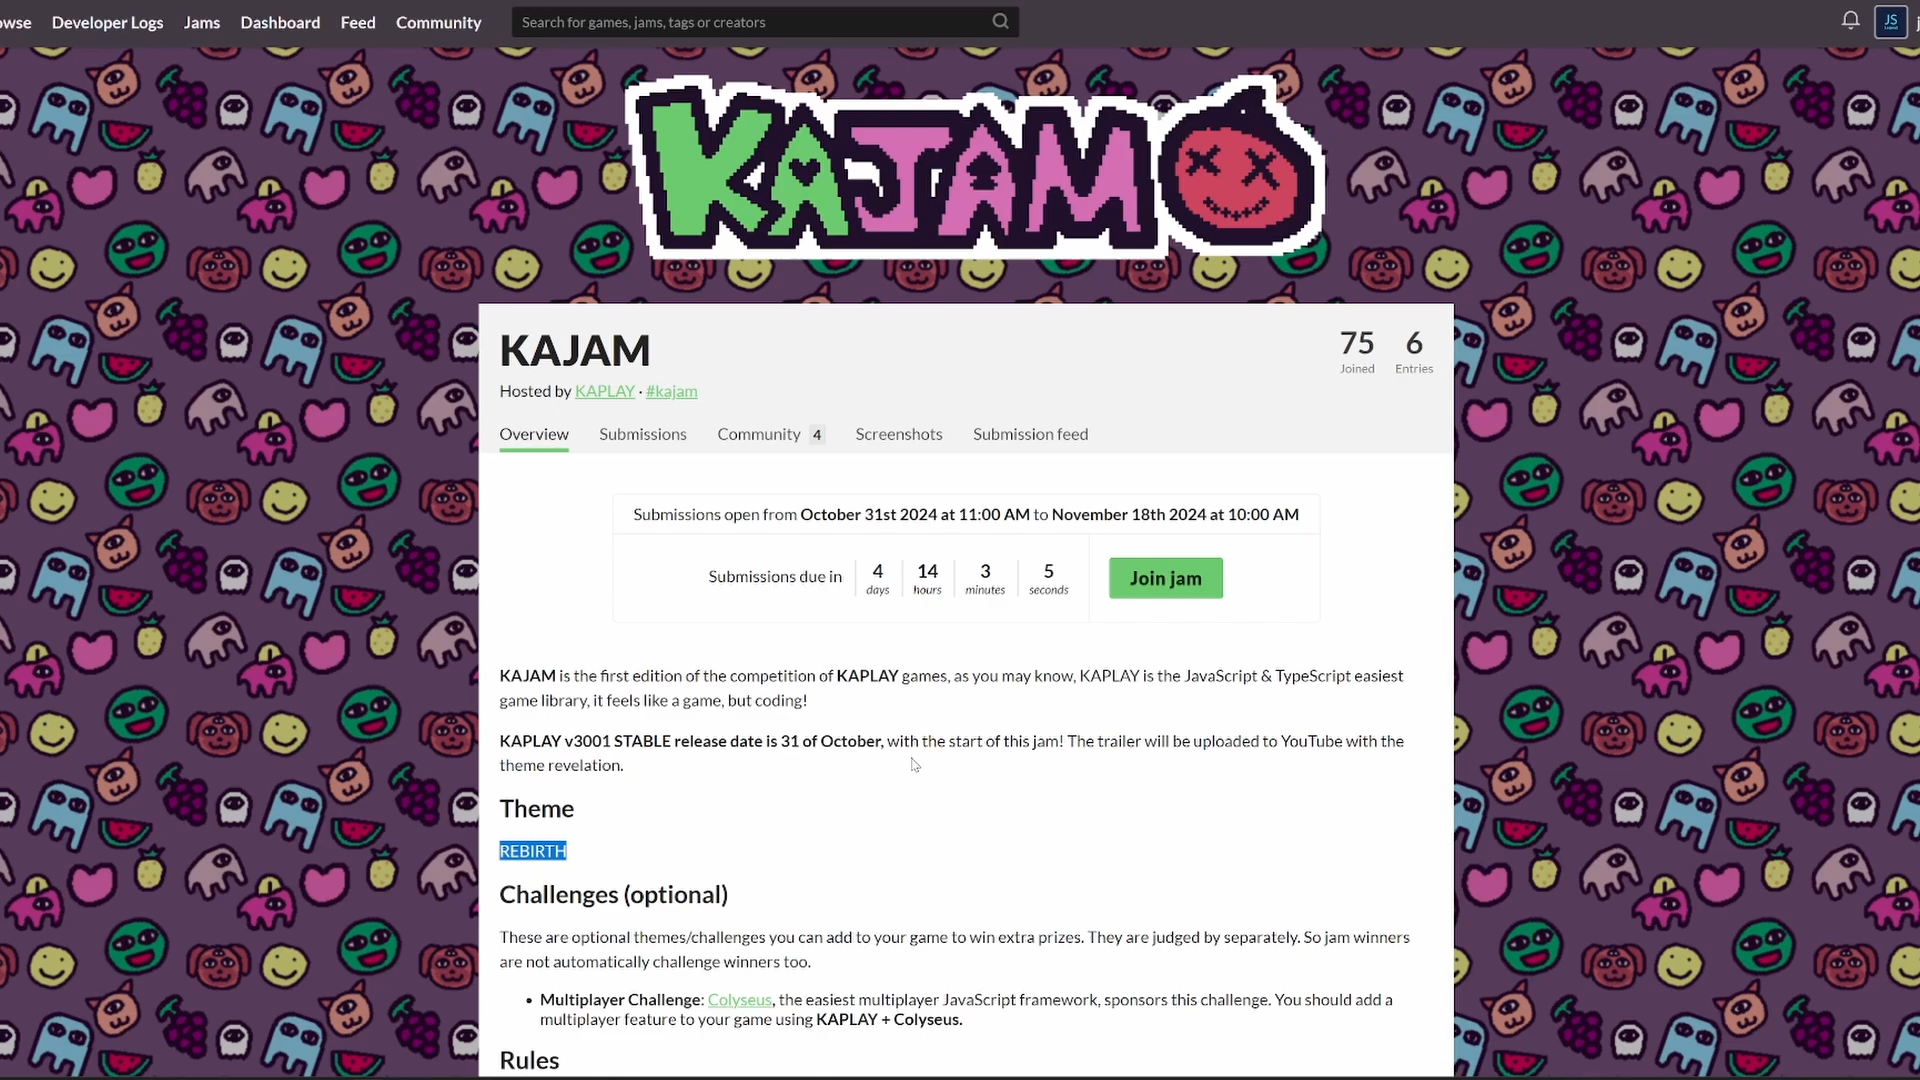 owse Developer Logs Jams Dashboard Feed Community Search for games, jams, tags or creators JS
KAJAM
KAJAM
75 6
Joined Entries
Hosted by KAPLAY · #kajam
Overview Submissions Community 4 Screenshots Submission feed
Submissions open from October 31st 2024 at 11:00 AM to November 18th 2024 at 10:00 AM
Submissions due in 4 days 14 hours 3 minutes 5 seconds Join jam
KAJAM is the first edition of the competition of KAPLAY games, as you may know, KAPLAY is the JavaScript & TypeScript easiest
game library, it feels like a game, but coding!
KAPLAY v3001 STABLE release date is 31 of October, with the start of this jam! The trailer will be uploaded to YouTube with the
theme revelation.
Theme
REBIRTH
Challenges (optional)
These are optional themes/challenges you can add to your game to win extra prizes. They are judged by separately. So jam winners
are not automatically challenge winners too.
• Multiplayer Challenge: Colyseus, the easiest multiplayer JavaScript framework, sponsors this challenge. You should add a
multiplayer feature to your game using KAPLAY + Colyseus.
Rules